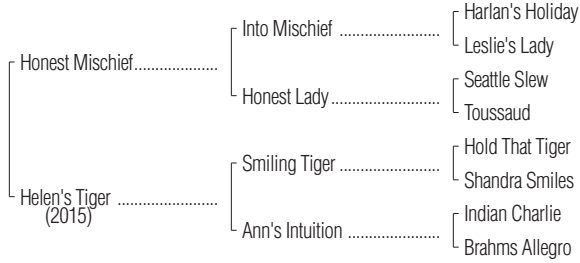 Harlan's Holiday
Into Mischief ....................
Leslie's Lady
Honest Mischief.....................
Seattle Slew
Honest Lady......................
Toussaud
Hold That Tiger
Smiling Tiger ....................
Shandra Smiles
Helen's Tiger ....................
(2015)
Indian Charlie
Ann's Intuition ..................
Brahms Allegro